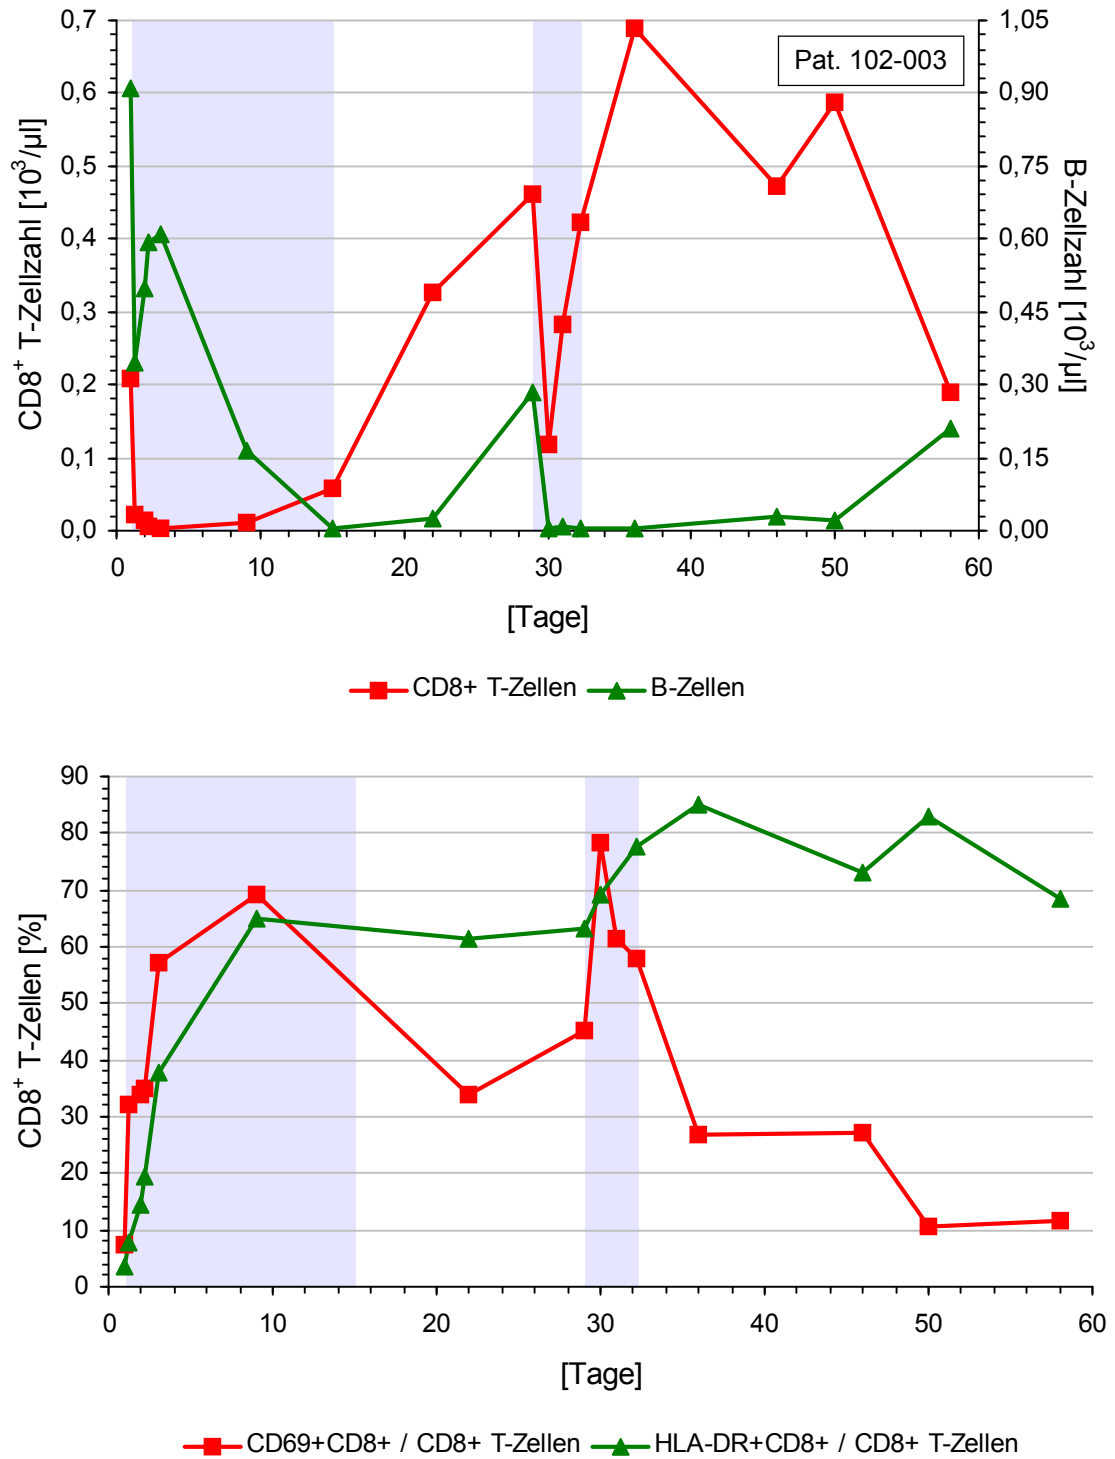 Pat. 102-003
CD8+ T-Zellzahl [10³/µl]
0,7
0,6
0,5
0,4
0,3
0,2
0,1
0,0
1,05
0,90
0,75
0,60
0,45
0,30
0,15
0,00
B-Zellzahl [10³/µl]
0 10 20 30 40 50 60
[Tage]
CD8+ T-Zellen B-Zellen
CD8+ T-Zellen [%]
90
80
70
60
50
40
30
20
10
0
0 10 20 30 40 50 60
[Tage]
CD69+CD8+ / CD8+ T-Zellen HLA-DR+CD8+ / CD8+ T-Zellen